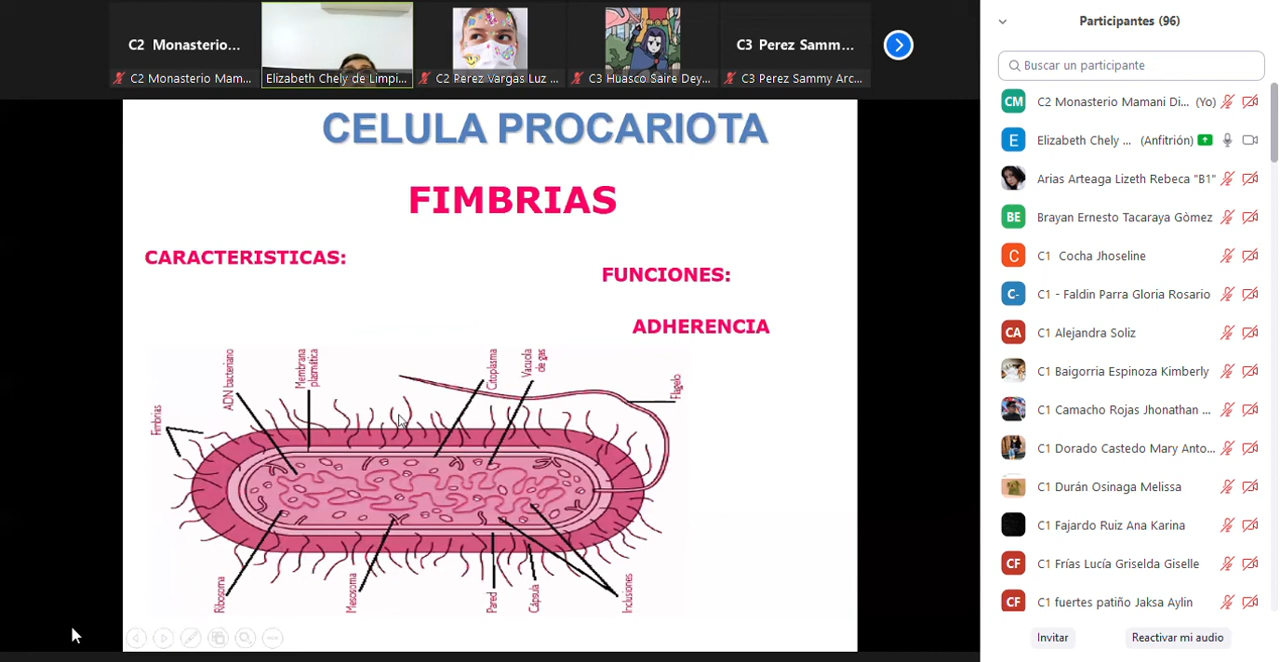 C2 Monasterio...
C3 Perez Samm...
C2 Monasterio Mam...
Elizabeth Chely de Limpi...
C2 Perez Vargas Luz ...
C3 Huasco Saire Dey...
C3 Perez Sammy Arc...
CELULA PROCARIOTA
FIMBRIAS
CARACTERISTICAS:
FUNCIONES:
ADHERENCIA
Fimbrias
ADN bacteriano
Membrana
plasmática
Citoplasma
Vacuola
de gas
Flagelo
Ribosoma
Mesosoma
Pared
Cápsula
Inclusiones
Participantes (96)
Buscar un participante
CM C2 Monasterio Mamani Di... (Yo)
E Elizabeth Chely ... (Anfitrión)
Arias Arteaga Lizeth Rebeca "B1"
BE Brayan Ernesto Tacaraya Gòmez
C C1 Cocha Jhoseline
C- C1 - Faldin Parra Gloria Rosario
CA C1 Alejandra Soliz
C1 Baigorria Espinoza Kimberly
C1 Camacho Rojas Jhonathan ...
C1 Dorado Castedo Mary Anto...
C1 Durán Osinaga Melissa
C1 Fajardo Ruiz Ana Karina
CF C1 Frías Lucía Griselda Giselle
CF C1 fuertes patiño Jaksa Aylin
Invitar
Reactivar mi audio